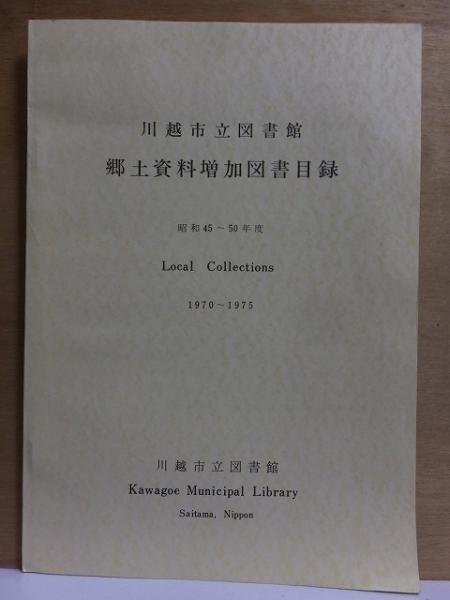 川越市立図書館
郷土資料増加図書目録
昭和45～50年度
Local Collections
1970～1975
川越市立図書館
Kawagoe Municipal Library
Saitama, Nippon